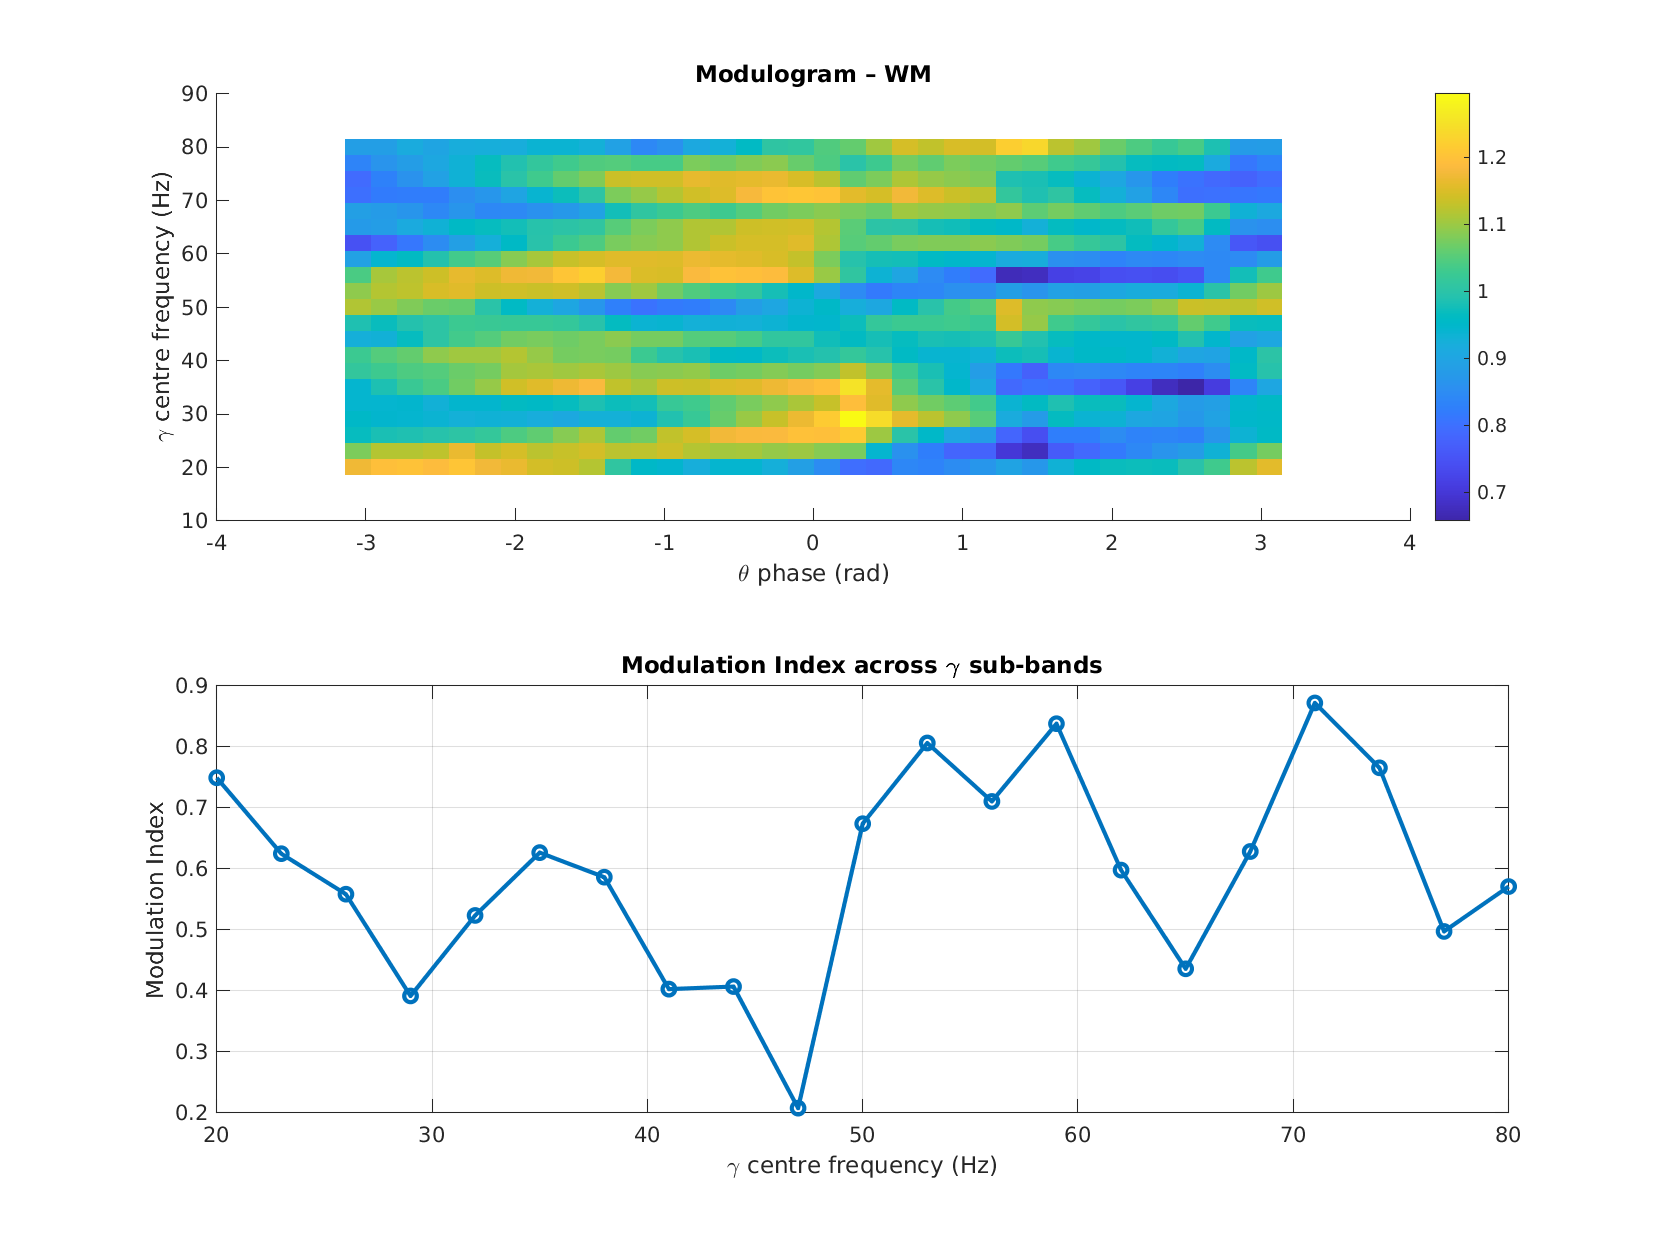 Modulogram – WM
90
80
70
60
50
40
30
20
10
γ centre frequency (Hz)
-4 -3 -2 -1 0 1 2 3 4
θ phase (rad)
1.2
1.1
1
0.9
0.8
0.7
Modulation Index across γ sub-bands
0.9
0.8
0.7
0.6
0.5
0.4
0.3
0.2
Modulation Index
20 30 40 50 60 70 80
γ centre frequency (Hz)